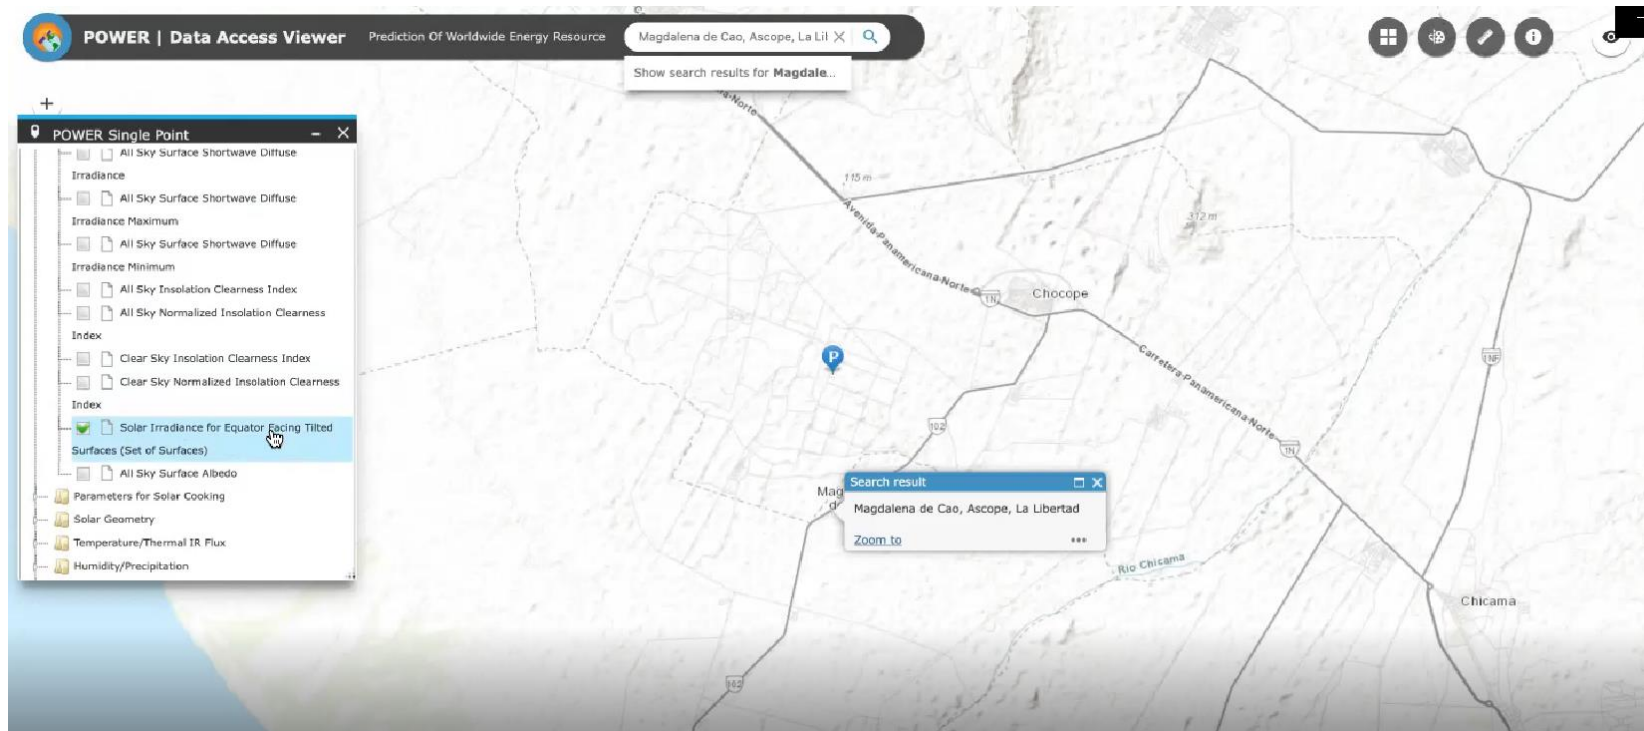 POWER | Data Access Viewer
Prediction Of Worldwide Energy Resource
Magdalena de Cao, Ascope, La Lil
Show search results for Magdale...
POWER Single Point
All Sky Surface Shortwave Diffuse
Irradiance
All Sky Surface Shortwave Diffuse
Irradiance Maximum
All Sky Surface Shortwave Diffuse
Irradiance Minimum
All Sky Insolation Clearness Index
All Sky Normalized Insolation Clearness
Index
Clear Sky Insolation Clearness Index
Clear Sky Normalized Insolation Clearness
Index
Solar Irradiance for Equator Facing Tilted
Surfaces (Set of Surfaces)
All Sky Surface Albedo
Parameters for Solar Cooking
Solar Geometry
Temperature/Thermal IR Flux
Humidity/Precipitation
115 m
312 m
Avenida-Panamericana-Norte
1N
Chocope
P
1NF
Carretera-Panamericana-Norte
102
1N
Mag
d
Search result
Magdalena de Cao, Ascope, La Libertad
Zoom to
Rio Chicama
Chicama
102